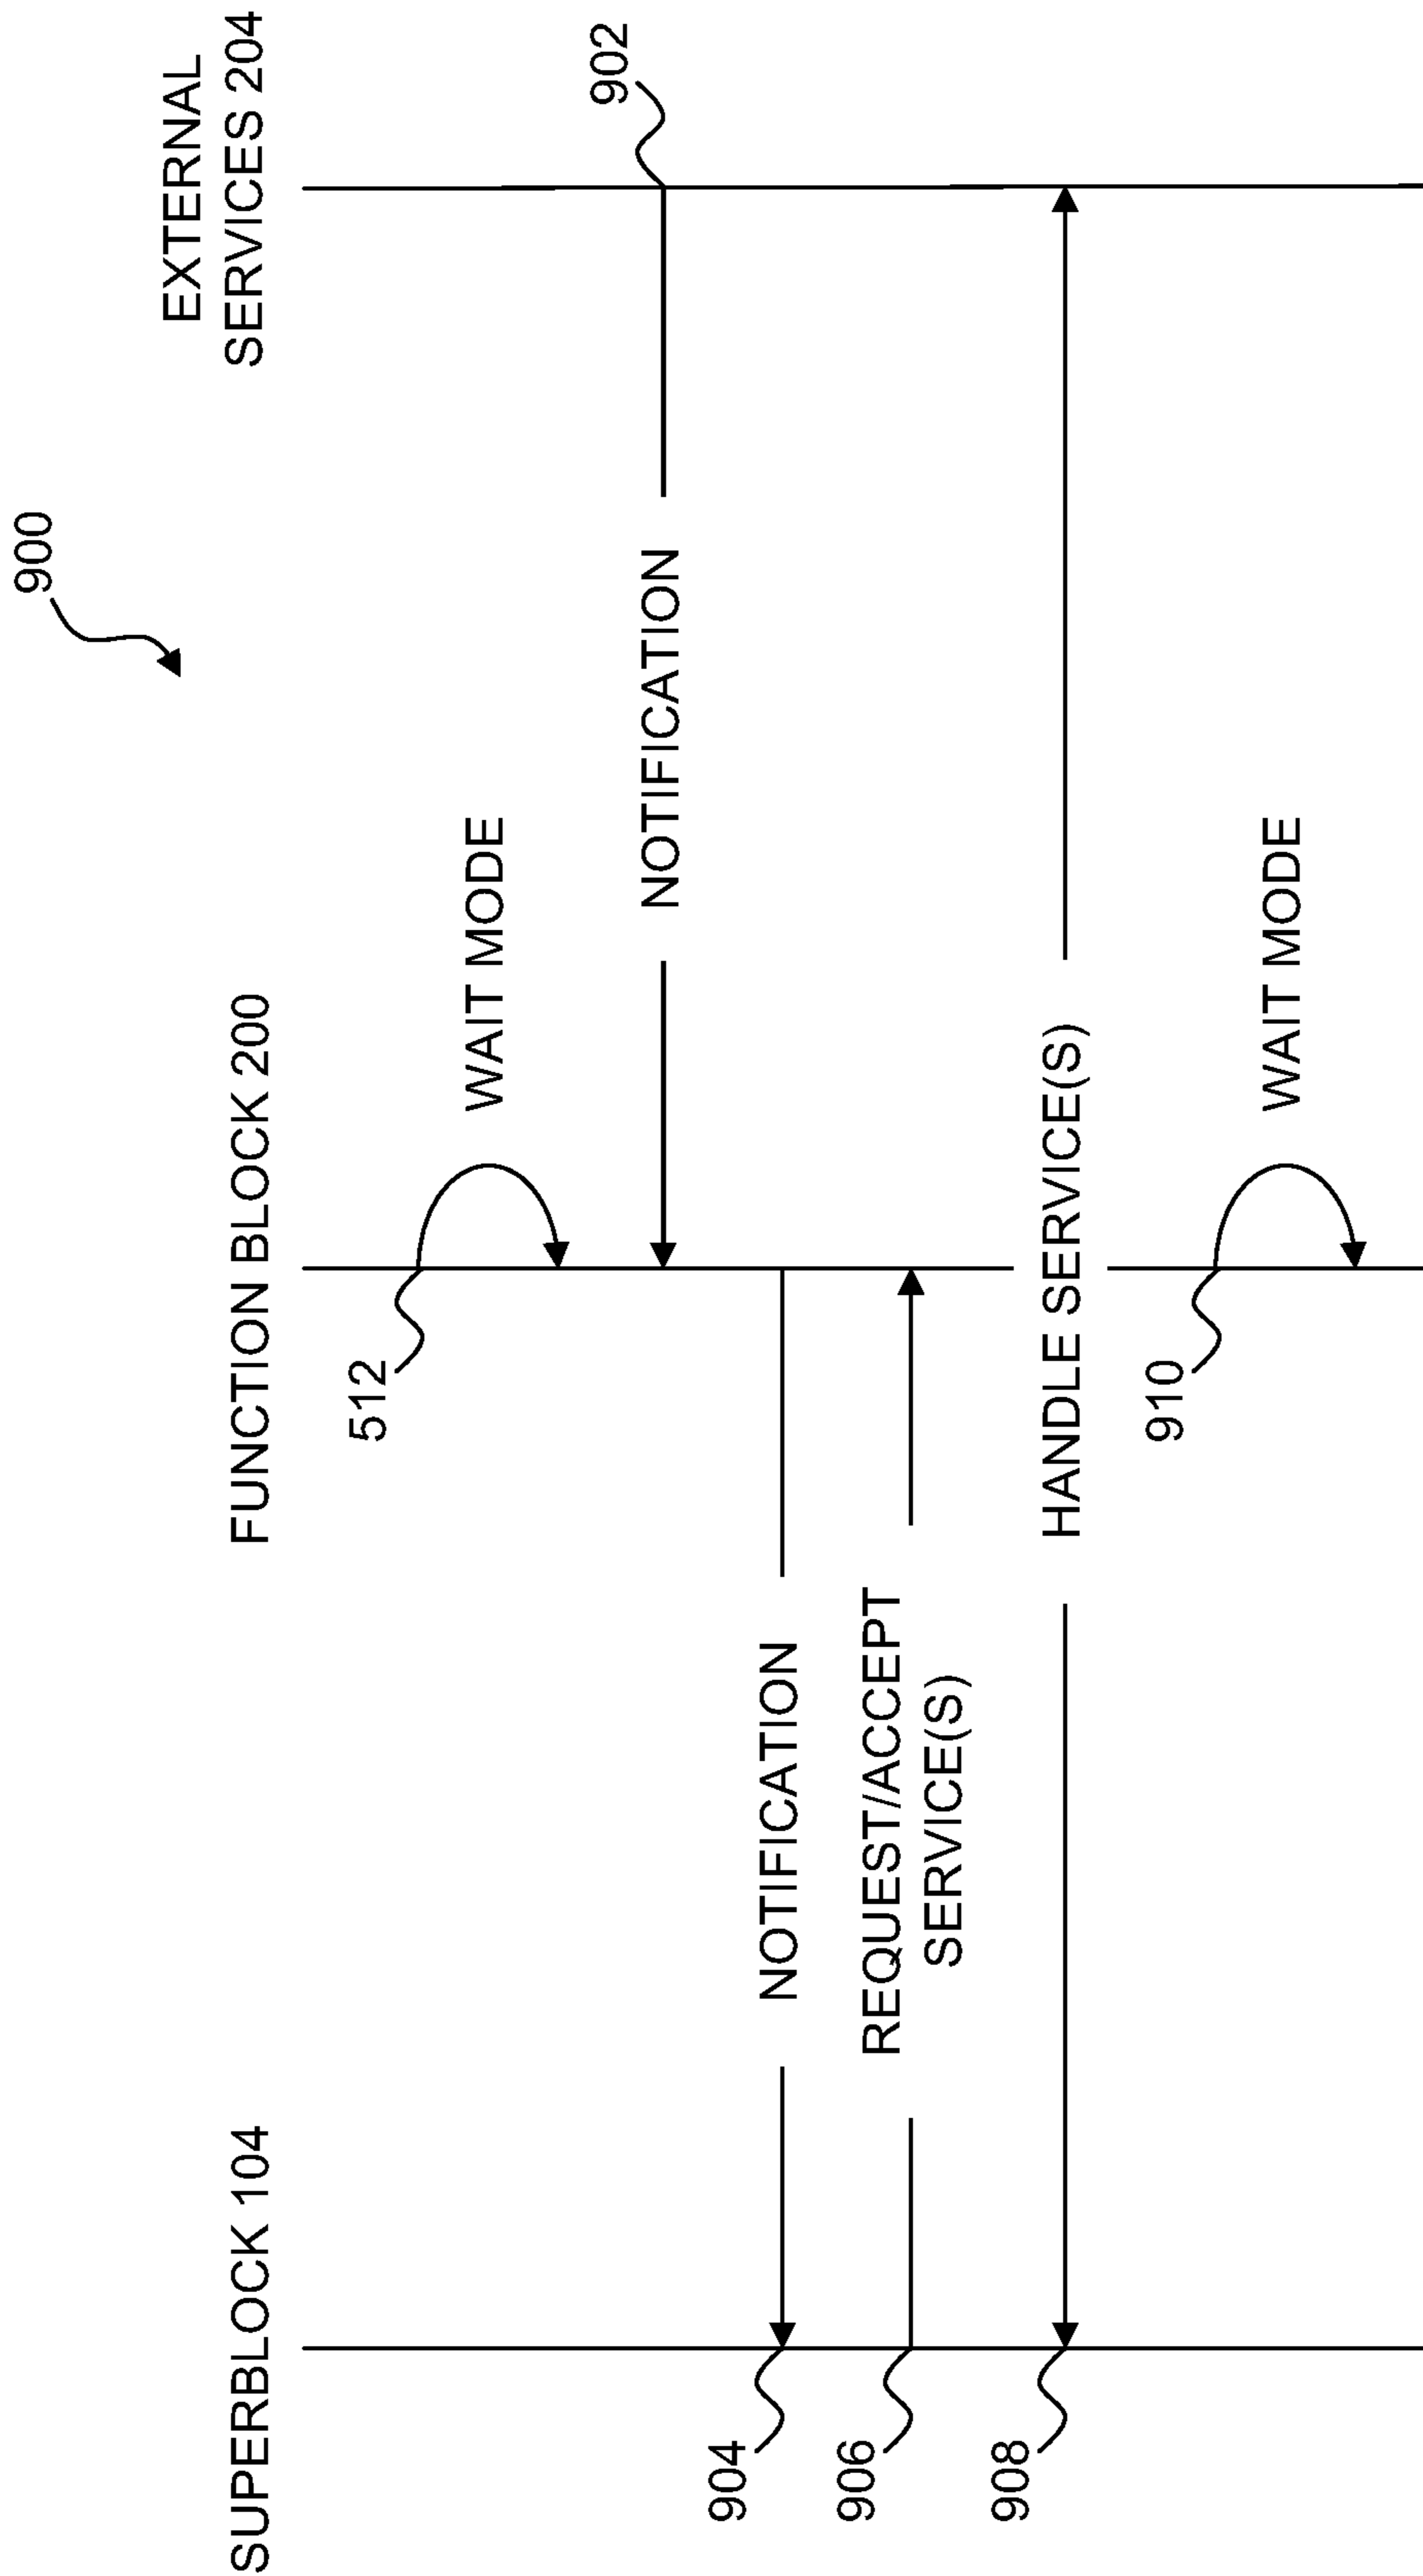 900
SUPERBLOCK 104
FUNCTION BLOCK 200
EXTERNAL
SERVICES 204
512
WAIT MODE
902
NOTIFICATION
904
NOTIFICATION
906
REQUEST/ACCEPT
SERVICE(S)
908
HANDLE SERVICE(S)
910
WAIT MODE